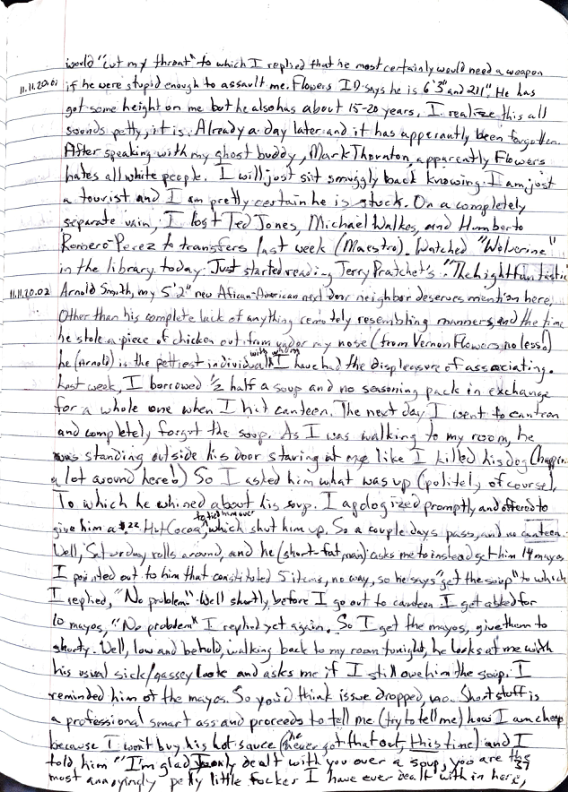 would "cut my throat" to which I replied that he most certainly would need a weapon
11.11.20.01 if he were stupid enough to assault me. Flowers ID says he is 6'3" and 211." He has
got some height on me but he also has about 15-20 years. I realize this all
sounds petty, it is. Already a day later and it has apperantly been forgotten.
After speaking with my ghost buddy, Mark Thornton, apparently Flowers
hates all white people. I will just sit smuggly back knowing I am just
a tourist and I am pretty certain he is stuck. On a completely
separate vain, I lost Ted Jones, Michael Walkes, and Humberto
Romero-Perez to transfers last week (Maestro). Watched "Wolverine"
in the library today. Just started reading Terry Pratchet's "The light fantastic"
11.11.20.02 Arnold Smith, my 5'2" new African-American next door neighbor deserves mention here,
Other than his complete lack of anything remotely resembling manners, and the time
he stole a piece of chicken out from under my nose (from Vernon Flowers no less)
he (Arnold) is the pettiest individual with whom I have had the displeasure of associating.
Last week, I borrowed ½ half a soup and no seasoning pack in exchange
for a whole one when I hit canteen. The next day I went to cantron
and completely forgot the soup. As I was walking to my room, he
was standing outside his door staring at me like I killed his dog (happens
a lot around here!) So I asked him what was up (politely of course),
To which he whined about his soup. I apologized promptly and offered to
give him a $.22 Hot Cocoa to tied him over, which shut him up. So a couple days pass, and no canteen.
Well, Saturday rolls around, and he (short-fat, man) asks me to instead get him 14 mayos
I pointed out to him that constituted 5 items, no way, so he says "get the soup" to which
I replied, "No problem." Well shortly, before I go out to canteen I get asked for
10 mayos, "No problem" I replied yet again. So I get the mayos, give them to
shorty. Well, low and behold, walking back to my room tonight, he looks at me with
his usual sick/gassey look and asks me if I still owe him the soup. I
reminded him of the mayos. So you'd think issue dropped, no. Short stuff is
a professional smart ass and proceeds to tell me (try to tell me) how I am cheap
because I won't buy his hot sauce (he never got that out, this time) and I
told him "I'm glad I only dealt with you over a soup, you are the
most annoyingly petty little fucker I have ever dealt with in here,